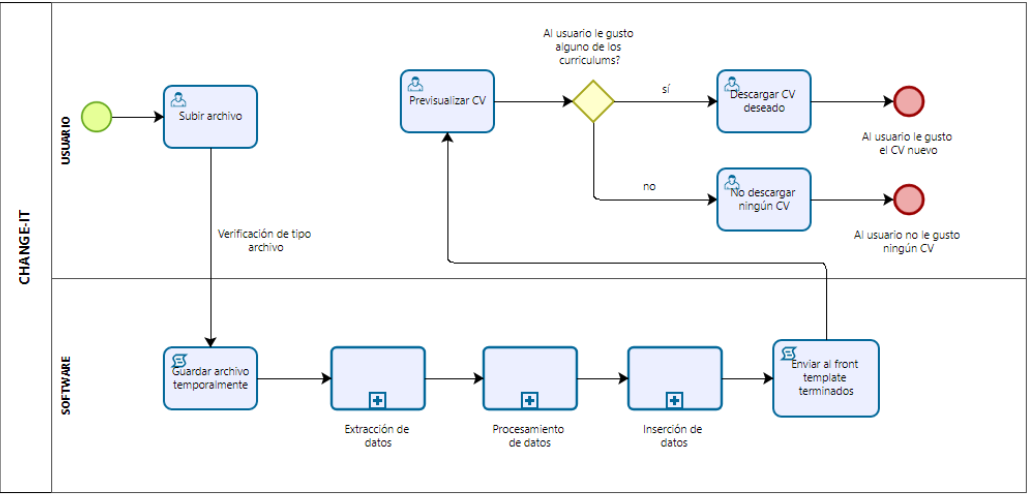 CHANGE-IT
USUARIO
Subir archivo
Verificación de tipo
archivo
Previsualizar CV
Al usuario le gusto
alguno de los
curriculums?
sí
Descargar CV
deseado
Al usuario le gusto
el CV nuevo
no
No descargar
ningún CV
Al usuario no le gusto
ningún CV
SOFTWARE
Guardar archivo
temporalmente
Extracción de
datos
Procesamiento
de datos
Inserción de
datos
Enviar al front
template
terminados